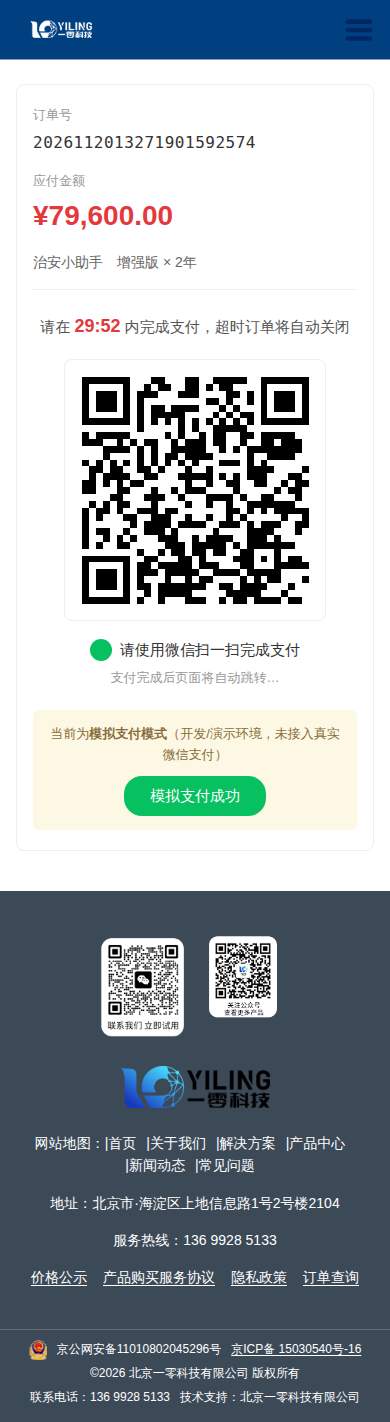 YILING
一零科技
订单号
2026112013271901592574
应付金额
¥79,600.00
治安小助手 增强版 × 2年
请在 29:52 内完成支付，超时订单将自动关闭
请使用微信扫一扫完成支付
支付完成后页面将自动跳转…
当前为模拟支付模式（开发/演示环境，未接入真实
微信支付）
模拟支付成功
联系我们 立即试用
关注公众号
查看更多产品
YILING
一零科技
网站地图：|首页 |关于我们 |解决方案 |产品中心
|新闻动态 |常见问题
地址：北京市·海淀区上地信息路1号2号楼2104
服务热线：136 9928 5133
价格公示 产品购买服务协议 隐私政策 订单查询
京公网安备11010802045296号 京ICP备 15030540号-16
©2026 北京一零科技有限公司 版权所有
联系电话：136 9928 5133 技术支持：北京一零科技有限公司